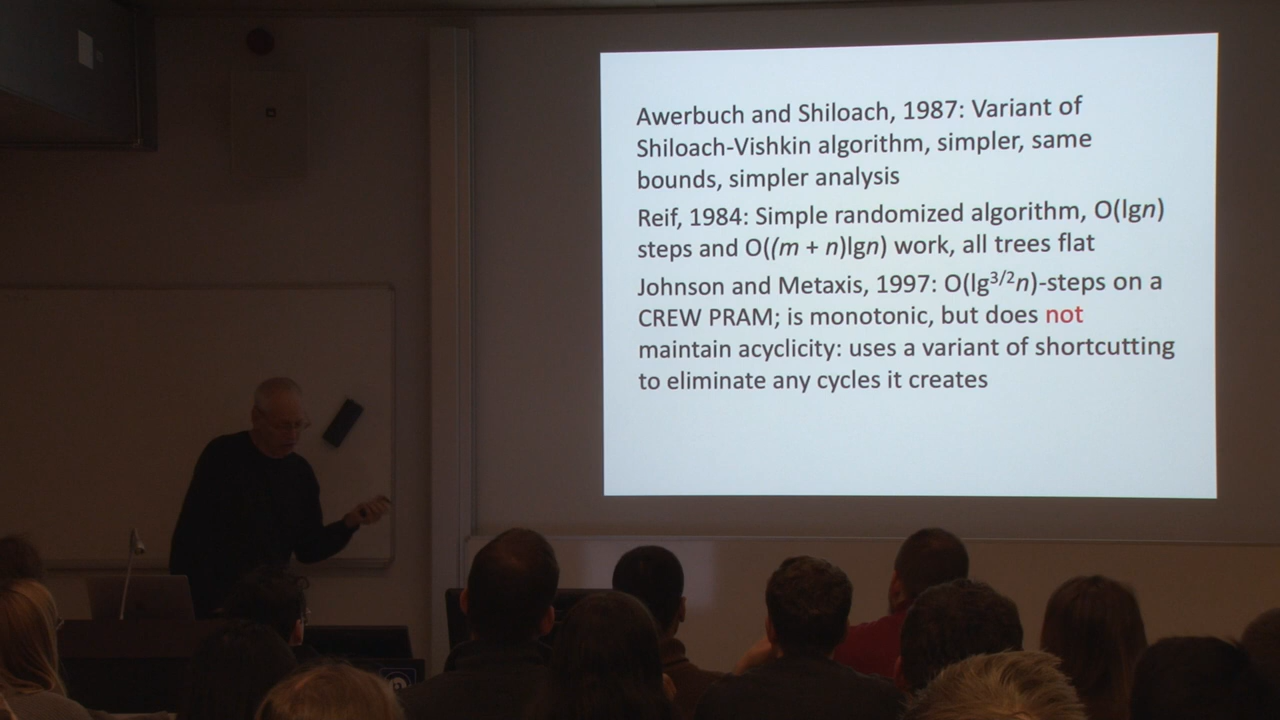 Awerbuch and Shiloach, 1987: Variant of
Shiloach-Vishkin algorithm, simpler, same
bounds, simpler analysis
Reif, 1984: Simple randomized algorithm, O(lgn)
steps and O((m + n)lgn) work, all trees flat
Johnson and Metaxis, 1997: O(lg³/²n)-steps on a
CREW PRAM; is monotonic, but does not
maintain acyclicity: uses a variant of shortcutting
to eliminate any cycles it creates